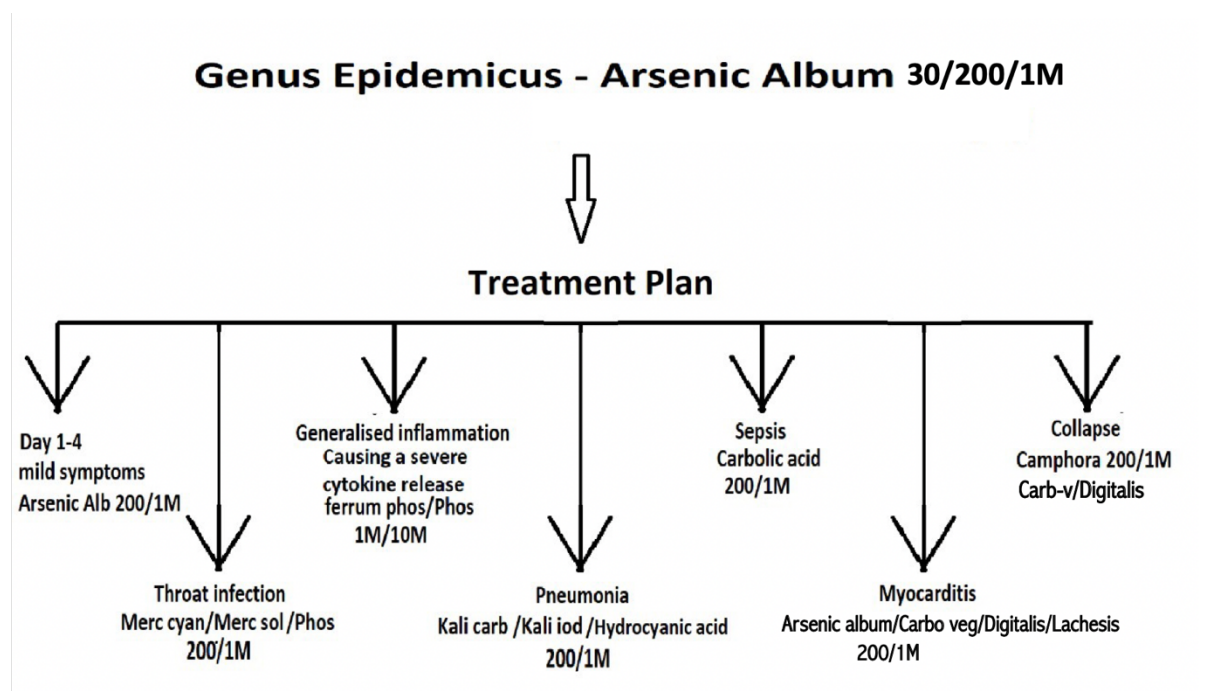 Genus Epidemicus - Arsenic Album 30/200/1M
Treatment Plan
Day 1-4
mild symptoms
Arsenic Alb 200/1M
Throat infection
Merc cyan/Merc sol/Phos
200/1M
Generalised inflammation
Causing a severe
cytokine release
ferrum phos/Phos
1M/10M
Pneumonia
Kali carb/Kali iod/Hydrocyanic acid
200/1M
Sepsis
Carbolic acid
200/1M
Myocarditis
Arsenic album/Carbo veg/Digitalis/Lachesis
200/1M
Collapse
Camphora 200/1M
Carb-v/Digitalis